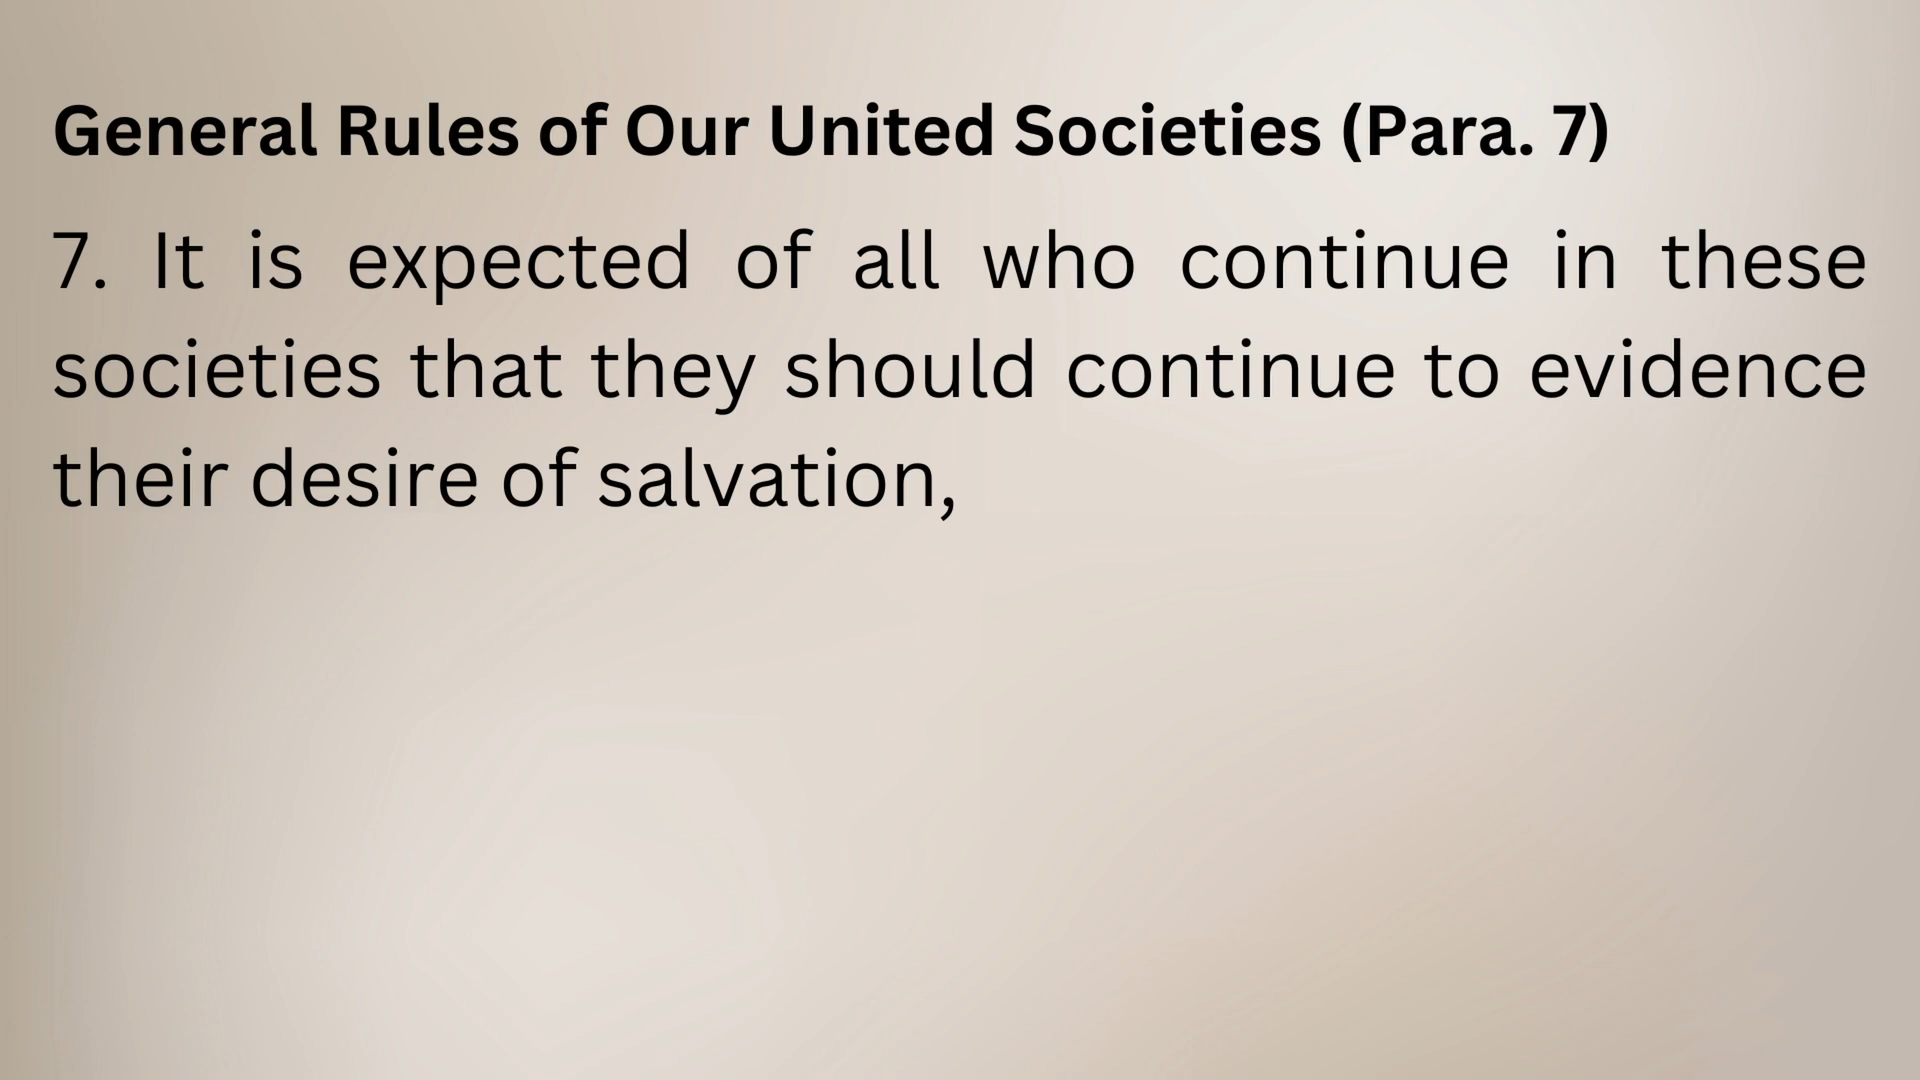 General Rules of Our United Societies (Para. 7)
7. It is expected of all who continue in these
societies that they should continue to evidence
their desire of salvation,